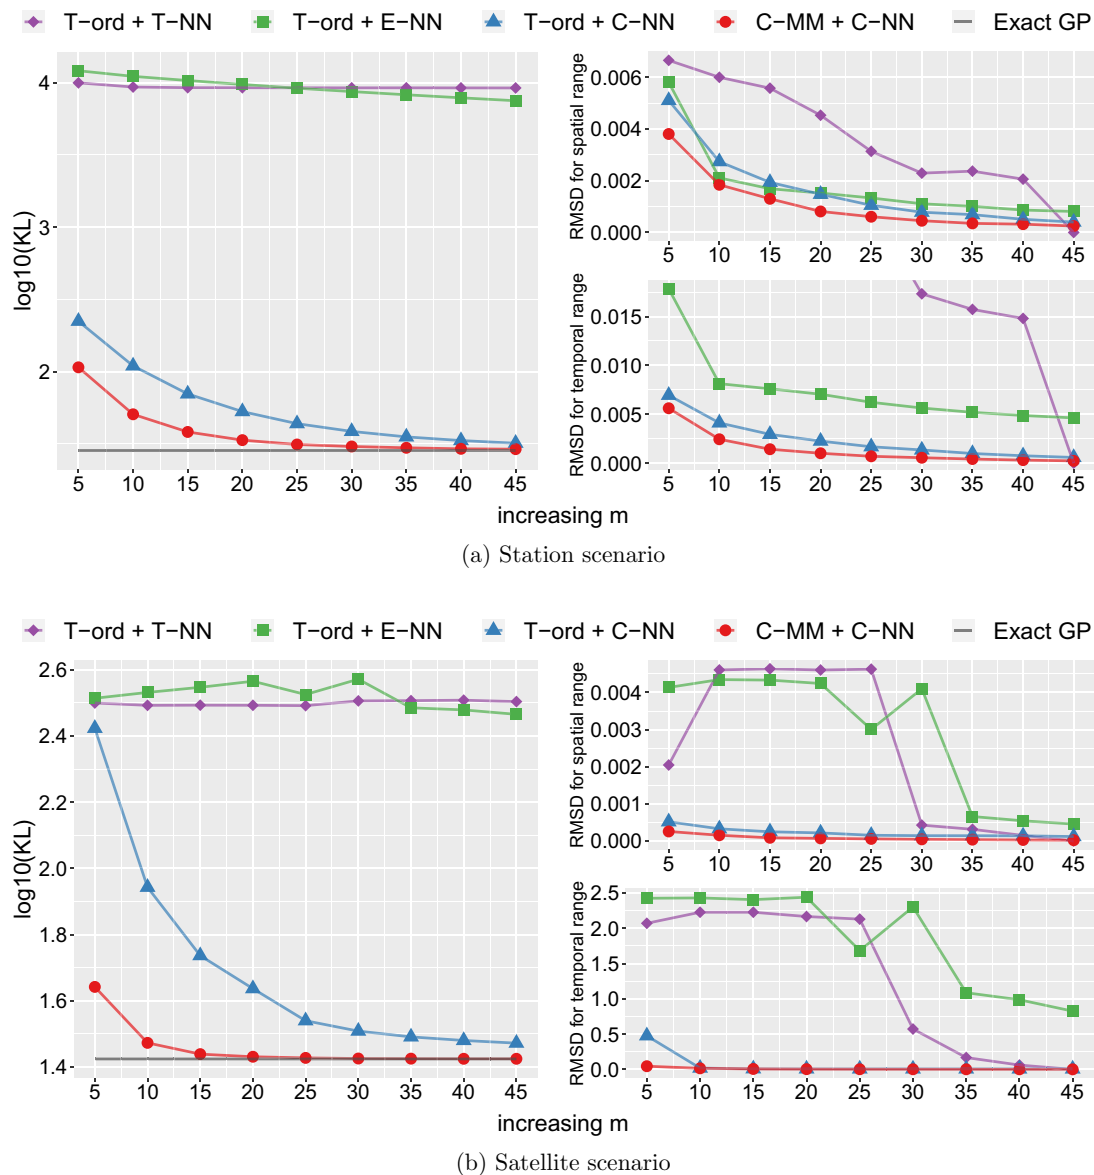 T-ord + T-NN T-ord + E-NN T-ord + C-NN C-MM + C-NN Exact GP
log10(KL)
4
3
2
5 10 15 20 25 30 35 40 45
RMSD for spatial range
0.006
0.004
0.002
0.000
5 10 15 20 25 30 35 40 45
RMSD for temporal range
0.015
0.010
0.005
0.000
5 10 15 20 25 30 35 40 45
increasing m
(a) Station scenario
T-ord + T-NN T-ord + E-NN T-ord + C-NN C-MM + C-NN Exact GP
log10(KL)
2.6
2.4
2.2
2.0
1.8
1.6
1.4
5 10 15 20 25 30 35 40 45
RMSD for spatial range
0.004
0.003
0.002
0.001
0.000
5 10 15 20 25 30 35 40 45
RMSD for temporal range
2.5
2.0
1.5
1.0
0.5
0.0
5 10 15 20 25 30 35 40 45
increasing m
(b) Satellite scenario